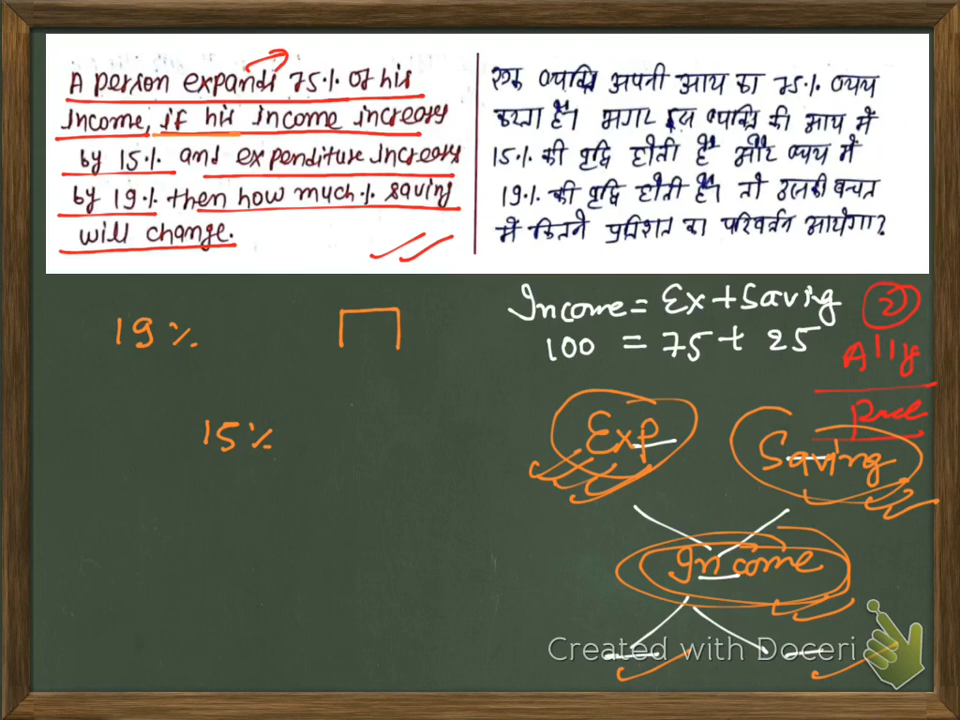 A person expands 75% of his
Income, if his income increases
by 15% and expenditure increases
by 19% then how much % saving
will change.
एक व्यक्ति अपनी आय का 75% व्यय
करता है। मगर इस व्यक्ति की आय में
15% की वृद्धि होती है और व्यय में
19% की वृद्धि होती है। तो उसकी बचत
में कितने प्रतिशत का परिवर्तन आयेगा?
Income = Ex + Saving
100 = 75 + 25
19%
15%
Exp
Saving
Income
Created with Doceri